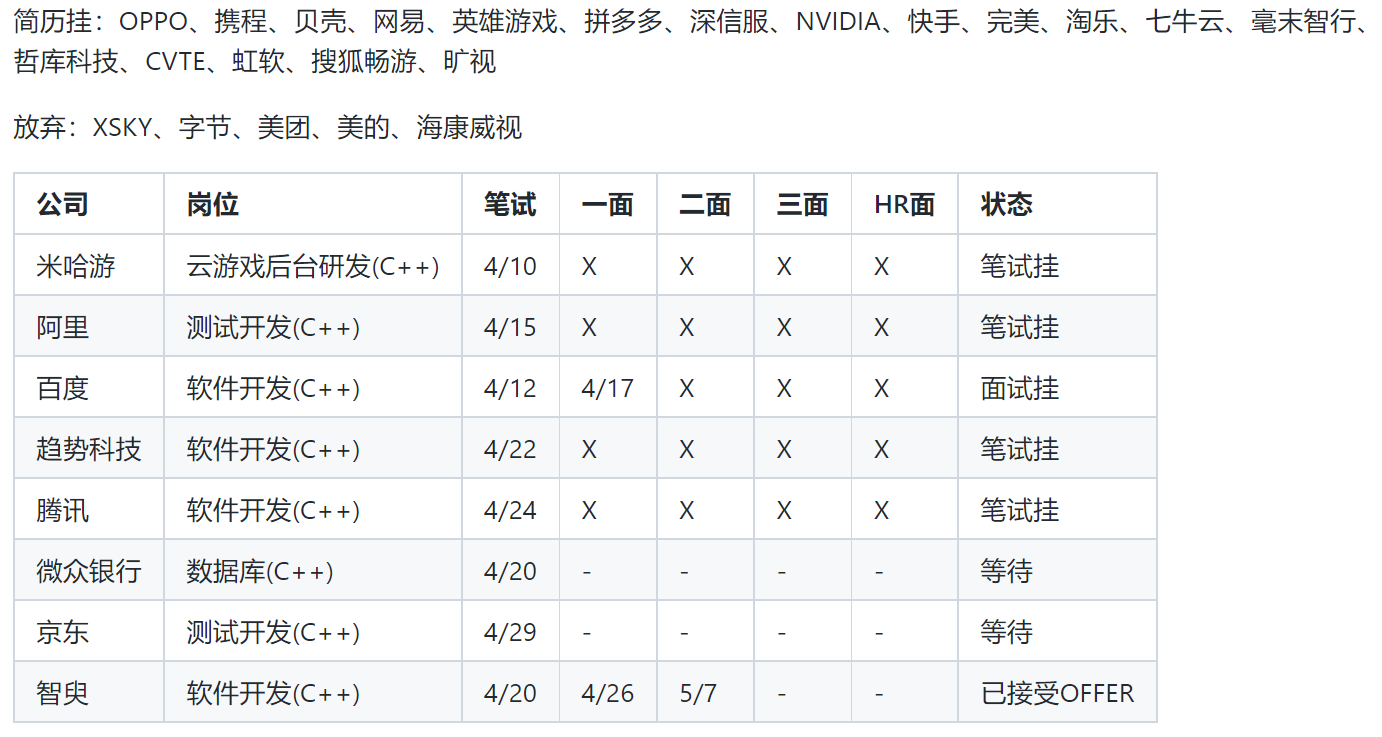 简历挂：OPPO、携程、贝壳、网易、英雄游戏、拼多多、深信服、NVIDIA、快手、完美、淘乐、七牛云、毫末智行、
哲库科技、CVTE、虹软、搜狐畅游、旷视
放弃：XSKY、字节、美团、美的、海康威视
公司 岗位 笔试 一面 二面 三面 HR面 状态
米哈游 云游戏后台研发(C++) 4/10 X X X X 笔试挂
阿里 测试开发(C++) 4/15 X X X X 笔试挂
百度 软件开发(C++) 4/12 4/17 X X X 面试挂
趋势科技 软件开发(C++) 4/22 X X X X 笔试挂
腾讯 软件开发(C++) 4/24 X X X X 笔试挂
微众银行 数据库(C++) 4/20 - - - - 等待
京东 测试开发(C++) 4/29 - - - - 等待
智臾 软件开发(C++) 4/20 4/26 5/7 - - 已接受OFFER